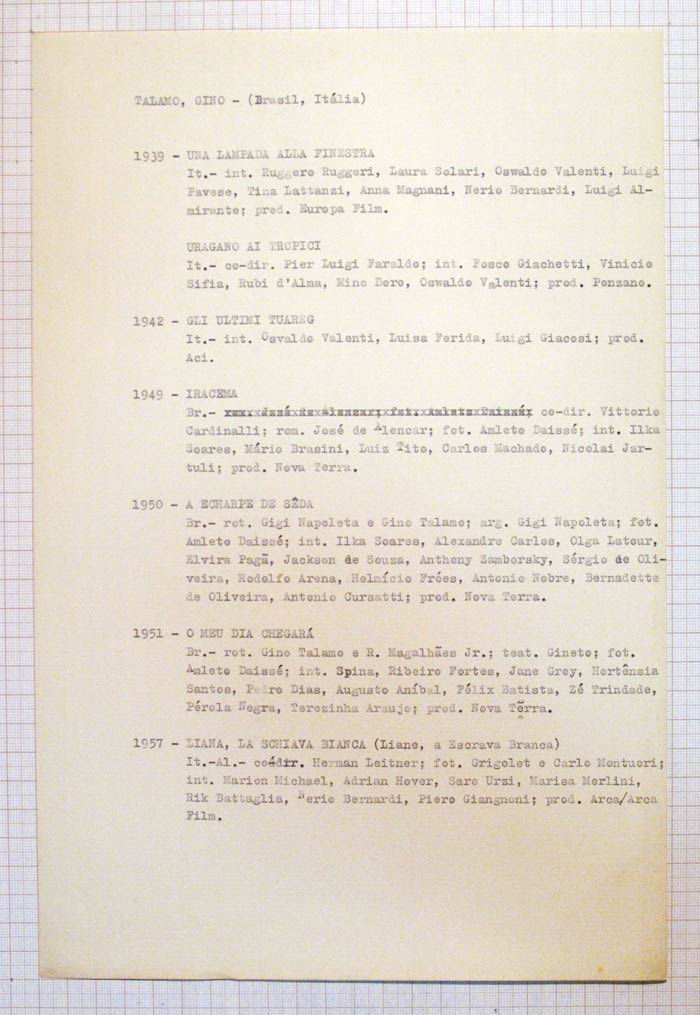 TALAMO, GINO - (Brasil, Itália)
1939 - UNA LAMPADA ALLA FINESTRA
It.- int. Ruggero Ruggeri, Laura Solari, Oswaldo Valenti, Luigi
Pavese, Tina Lattanzi, Anna Magnani, Nerio Bernardi, Luigi Al-
mirante; prod. Europa Film.
URAGANO AI TROPICI
It.- co-dir. Pier Luigi Faraldo; int. Fosco Giachetti, Vinicio
Sifia, Rubi d'Alma, Mino Doro, Oswaldo Valenti; prod. Ponzano.
1942 - GLI ULTIMI TUAREG
It.- int. Osvaldo Valenti, Luisa Ferida, Luigi Giacosi; prod.
Aci.
1949 - IRACEMA
Br.- co-dir. Vittorio
Cardinalli; rom. José de Alencar; fot. Amleto Daissé; int. Ilka
Soares, Mário Brasini, Luiz Tito, Carlos Machado, Nicolai Jar-
tuli; prod. Nova Terra.
1950 - A ECHARPE DE SÊDA
Br.- rot. Gigi Napoleta e Gino Talamo; arg. Gigi Napoleta; fot.
Amleto Daissé; int. Ilka Soares, Alexandre Carlos, Olga Latour,
Elvira Pagã, Jackson de Souza, Anthony Zamborsky, Sérgio de Oli-
veira, Rodolfo Arena, Helmício Frées, Antonio Nobre, Bernadette
de Oliveira, Antonio Cursatti; prod. Nova Terra.
1951 - O MEU DIA CHEGARÁ
Br.- rot. Gino Talamo e R. Magalhães Jr.; teat. Gineto; fot.
Amleto Daissé; int. Spina, Ribeiro Fortes, Jane Grey, Hortênsia
Santos, Pedro Dias, Augusto Aníbal, Félix Batista, Zé Trindade,
Pérola Negra, Terezinha Araujo; prod. Nova Terra.
1957 - LIANA, LA SCHIAVA BIANCA (Liane, a Escrava Branca)
It.-Al.- co-dir. Herman Leitner; fot. Grigolet e Carlo Montuori;
int. Marion Michael, Adrian Hover, Saro Urzi, Marisa Merlini,
Rik Battaglia, Nerio Bernardi, Piero Giangnoni; prod. Arca/Arca
Film.